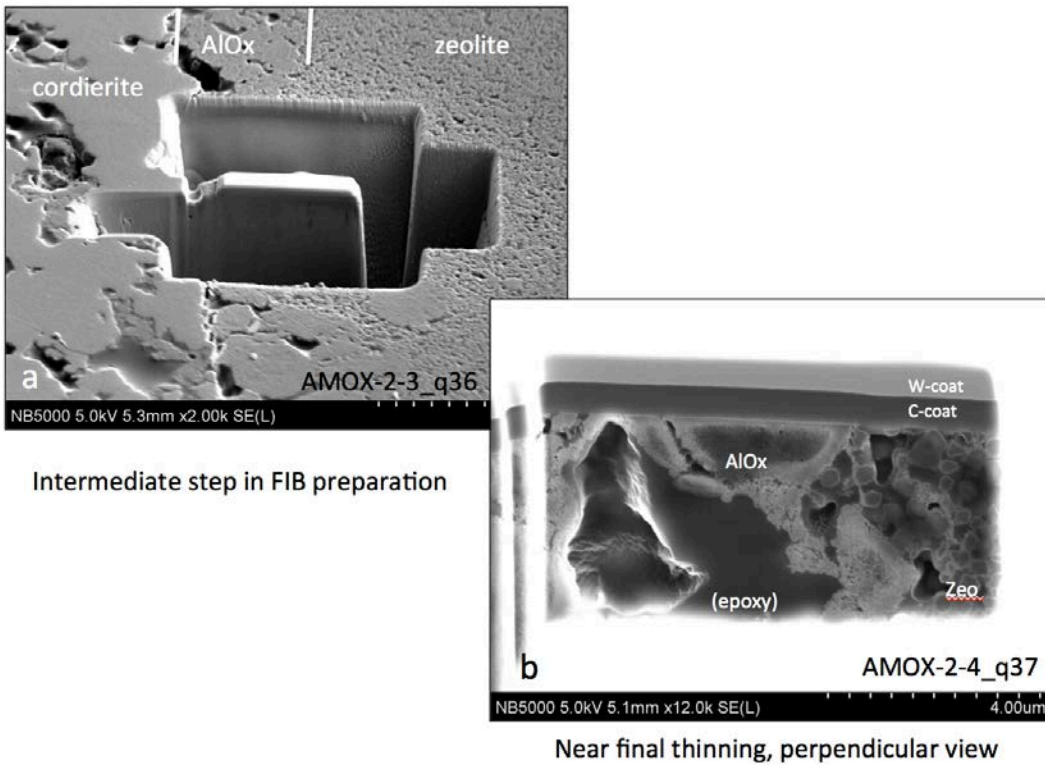 AlOx
zeolite
cordierite
a
AMOX-2-3_q36
NB5000 5.0kV 5.3mm x2.00k SE(L)
Intermediate step in FIB preparation
W-coat
C-coat
AlOx
Zeo
(epoxy)
b
AMOX-2-4_q37
NB5000 5.0kV 5.1mm x12.0k SE(L)
4.00um
Near final thinning, perpendicular view